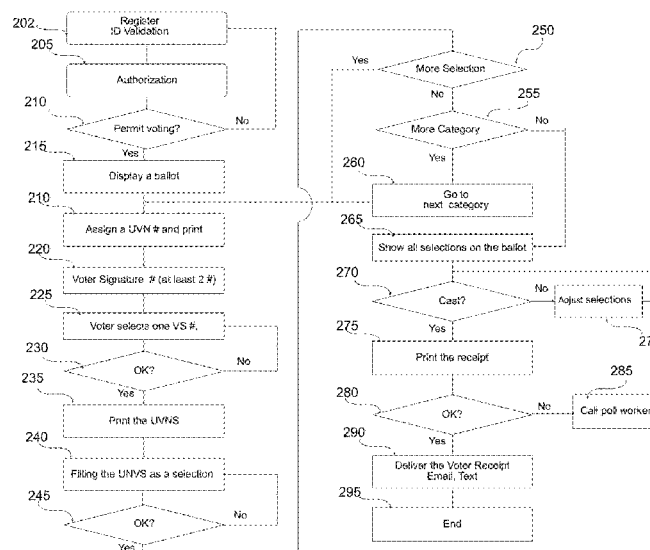 202
Register
ID Validation
205
Authorization
210
Permit voting?
No
Yes
215
Display a ballot
210
Assign a UVN # and print
220
Voter Signature # (at least 2 #)
225
Voter selects one VS #,
230
OK?
No
Yes
235
Print the UVNS
240
Filling the UNVS as a selection
245
OK?
No
Yes
250
Yes
More Selection
No
255
More Category
No
Yes
260
Go to
next category
265
Show all selections on the ballot
270
Cast?
No
Adjust selections
27
Yes
275
Print the receipt
280
OK?
No
285
Call poll worker
Yes
290
Deliver the Voter Receipt
Email, Text
295
End